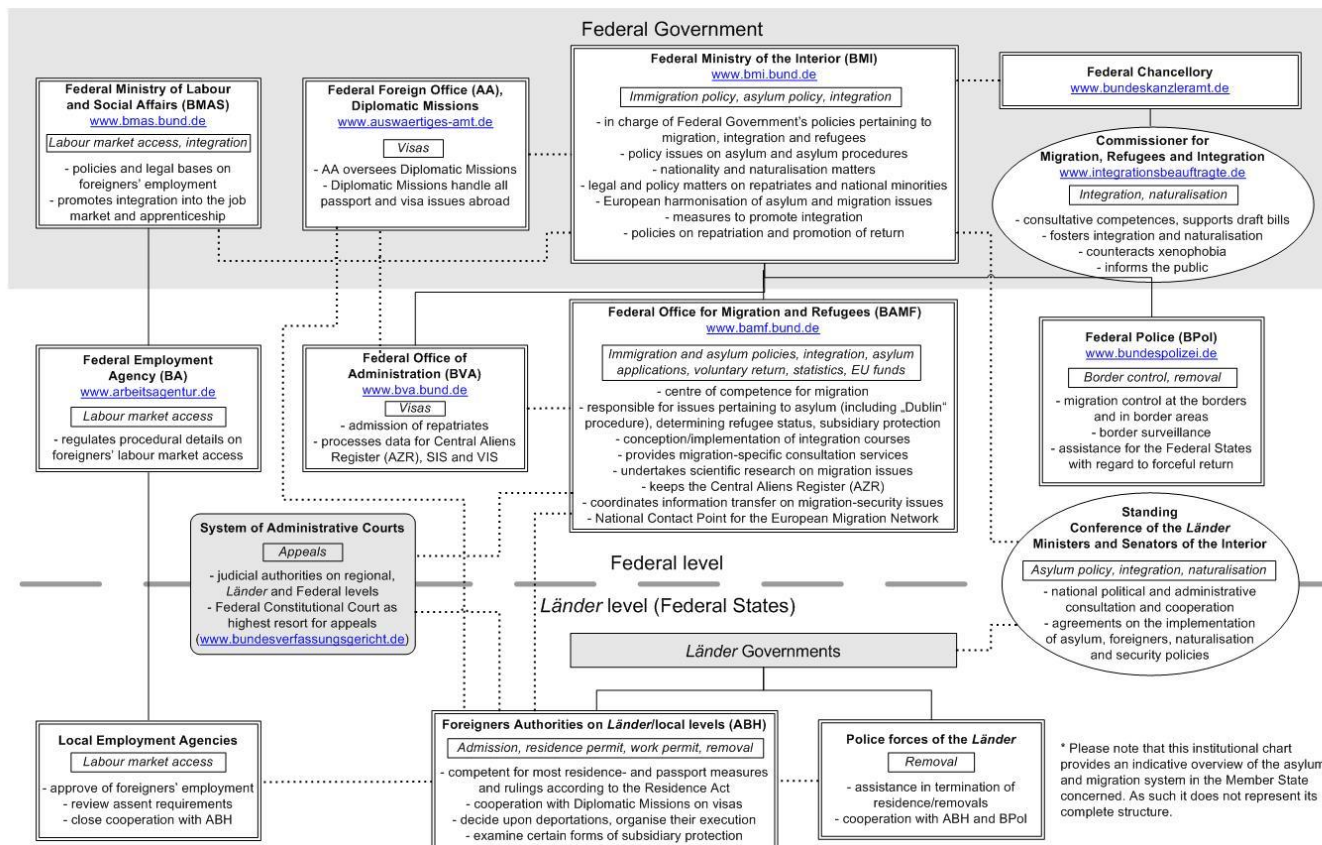 Federal Government
Federal Ministry of Labour
and Social Affairs (BMAS)
www.bmas.bund.de
Labour market access, integration
- policies and legal bases on
foreigners' employment
- promotes integration into the job
market and apprenticeship
Federal Foreign Office (AA),
Diplomatic Missions
www.auswaertiges-amt.de
Visas
- AA oversees Diplomatic Missions
- Diplomatic Missions handle all
passport and visa issues abroad
Federal Ministry of the Interior (BMI)
www.bmi.bund.de
Immigration policy, asylum policy, integration
- in charge of Federal Government's policies pertaining to
migration, integration and refugees
- policy issues on asylum and asylum procedures
- nationality and naturalisation matters
- legal and policy matters on repatriates and national minorities
- European harmonisation of asylum and migration issues
- measures to promote integration
- policies on repatriation and promotion of return
Federal Chancellory
www.bundeskanzleramt.de
Commissioner for
Migration, Refugees and Integration
www.integrationsbeauftragte.de
Integration, naturalisation
- consultative competences, supports draft bills
- fosters integration and naturalisation
- counteracts xenophobia
- informs the public
Federal Employment
Agency (BA)
www.arbeitsagentur.de
Labour market access
- regulates procedural details on
foreigners' labour market access
Federal Office of
Administration (BVA)
www.bva.bund.de
Visas
- admission of repatriates
- processes data for Central Aliens
Register (AZR), SIS and VIS
Federal Office for Migration and Refugees (BAMF)
www.bamf.bund.de
Immigration and asylum policies, integration, asylum
applications, voluntary return, statistics, EU funds
- centre of competence for migration
- responsible for issues pertaining to asylum (including „Dublin“
procedure), determining refugee status, subsidiary protection
- conception/implementation of integration courses
- provides migration-specific consultation services
- undertakes scientific research on migration issues
- keeps the Central Aliens Register (AZR)
- coordinates information transfer on migration-security issues
- National Contact Point for the European Migration Network
Federal Police (BPol)
www.bundespolizei.de
Border control, removal
- migration control at the borders
and in border areas
- border surveillance
- assistance for the Federal States
with regard to forceful return
System of Administrative Courts
Appeals
- judicial authorities on regional,
Länder and Federal levels
- Federal Constitutional Court as
highest resort for appeals
(www.bundesverfassungsgericht.de)
Standing
Conference of the Länder
Ministers and Senators of the Interior
Asylum policy, integration, naturalisation
- national political and administrative
consultation and cooperation
- agreements on the implementation
of asylum, foreigners, naturalisation
and security policies
Federal level
Länder level (Federal States)
Länder Governments
Local Employment Agencies
Labour market access
- approve of foreigners' employment
- review assent requirements
- close cooperation with ABH
Foreigners Authorities on Länder/local levels (ABH)
Admission, residence permit, work permit, removal
- competent for most residence- and passport measures
and rulings according to the Residence Act
- cooperation with Diplomatic Missions on visas
- decide upon deportations, organise their execution
- examine certain forms of subsidiary protection
Police forces of the Länder
Removal
- assistance in termination of
residence/removals
- cooperation with ABH and BPol
* Please note that this institutional chart
provides an indicative overview of the asylum
and migration system in the Member State
concerned. As such it does not represent its
complete structure.